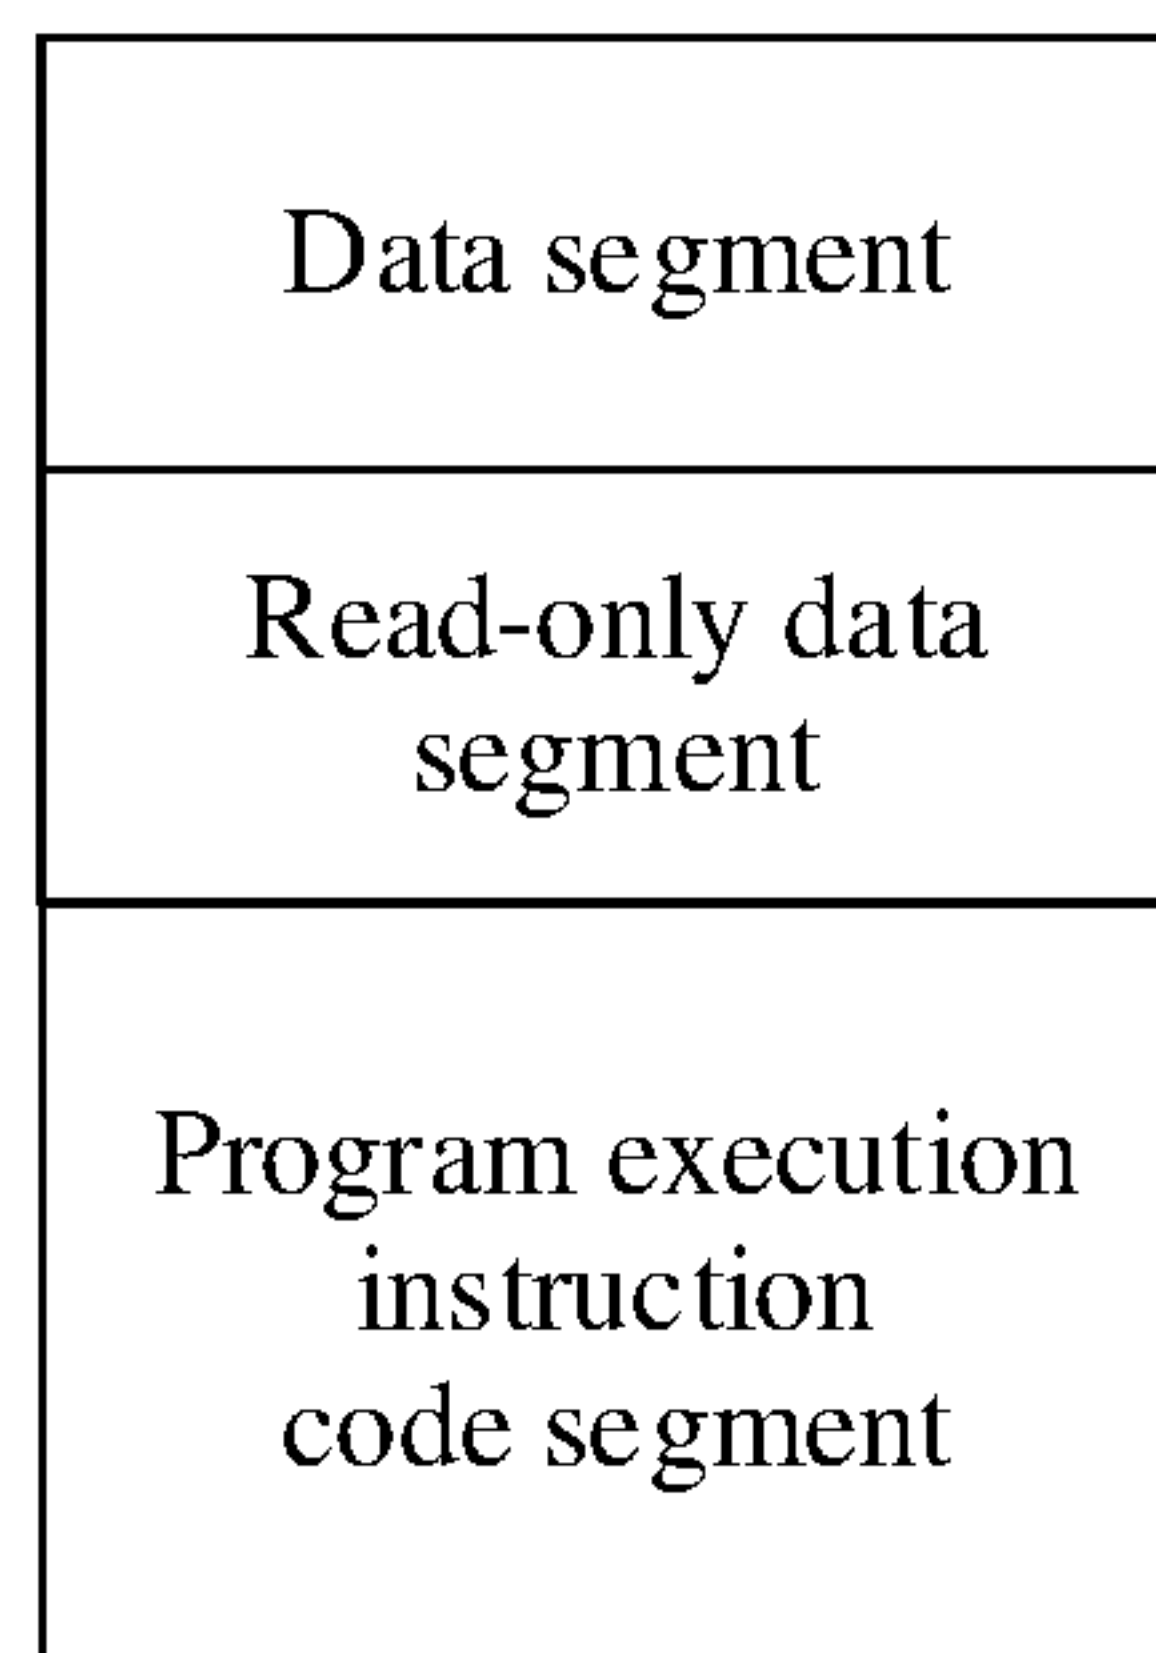 Data segment
Read-only data
segment
Program execution
instruction
code segment